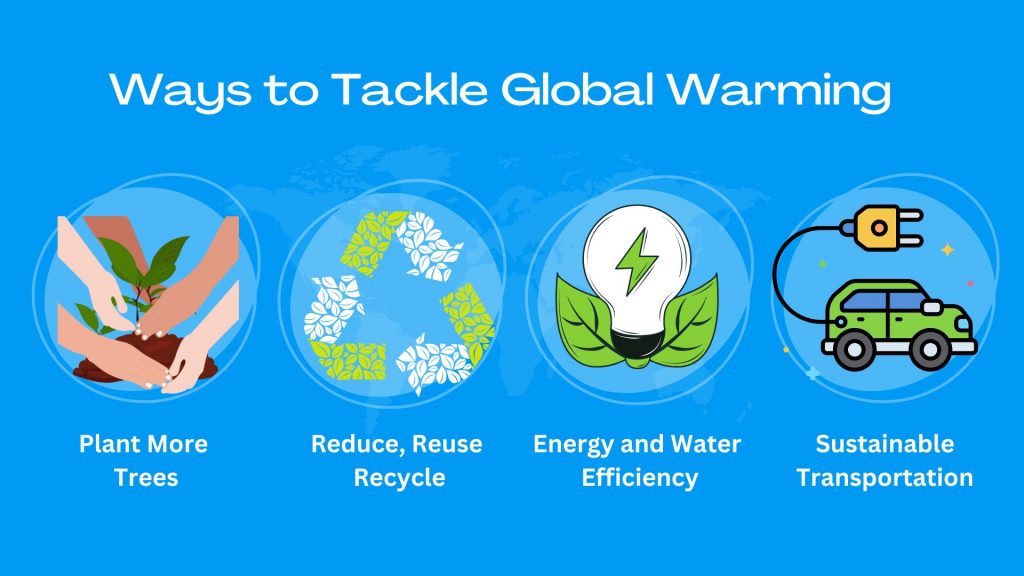 Ways to Tackle Global Warming
Plant More
Trees
Reduce, Reuse
Recycle
Energy and Water
Efficiency
Sustainable
Transportation